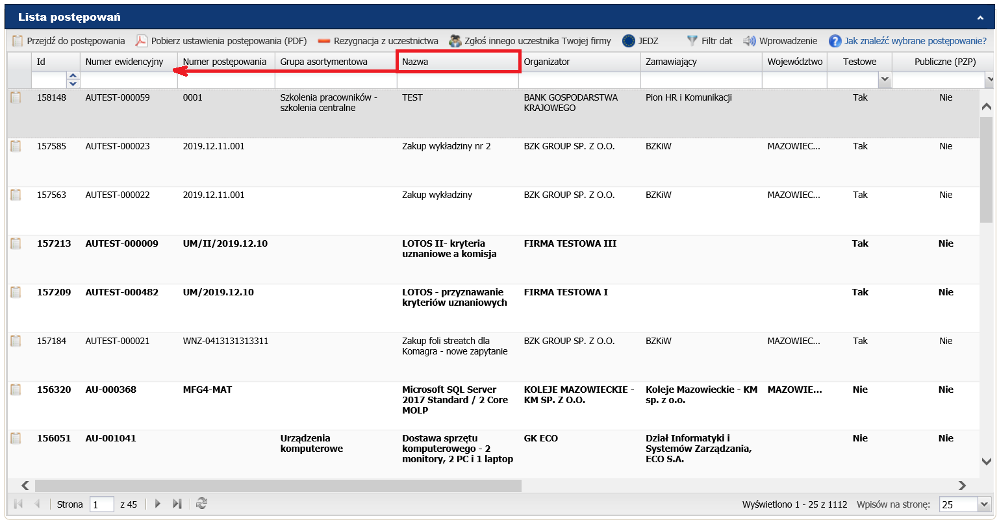 Lista postępowań
Przejdź do postępowania Pobierz ustawienia postępowania (PDF) Rezygnacja z uczestnictwa Zgłoś innego uczestnika Twojej firmy JEDZ Filtr dat Wprowadzenie Jak znaleźć wybrane postępowanie?
Id Numer ewidencyjny Numer postępowania Grupa asortymentowa Nazwa Organizator Zamawiający Województwo Testowe Publiczne (PZP)
158148 AUTEST-000059 0001 Szkolenia pracowników - TEST BANK GOSPODARSTWA Pion HR i Komunikacji Tak Nie
szkolenia centralne KRAJOWEGO
157585 AUTEST-000023 2019.12.11.001 Zakup wykładziny nr 2 BZK GROUP SP. Z O.O. BZKiW MAZOWIEC... Tak Nie
157563 AUTEST-000022 2019.12.11.001 Zakup wykładziny BZK GROUP SP. Z O.O. BZKiW MAZOWIEC... Tak Nie
157213 AUTEST-000009 UM/II/2019.12.10 LOTOS II- kryteria FIRMA TESTOWA III Tak Nie
uznaniowe a komisja
157209 AUTEST-000482 UM/2019.12.10 LOTOS - przyznawanie FIRMA TESTOWA I Tak Nie
kryteriów uznaniowych
157184 AUTEST-000021 WNZ-0413131313311 Zakup foli streatch dla BZK GROUP SP. Z O.O. BZKiW MAZOWIEC... Tak Nie
Komagra - nowe zapytanie
156320 AU-000368 MFG4-MAT Microsoft SQL Server KOLEJE MAZOWIECKIE - Koleje Mazowieckie - KM MAZOWIE... Nie Nie
2017 Standard / 2 Core KM SP. Z O.O. sp. z o.o.
MOLP
156051 AU-001041 Urządzenia Dostawa sprzętu GK ECO Dział Informatyki i Nie Nie
komputerowe komputerowego - 2 Systemów Zarządzania,
monitory, 2 PC i 1 laptop ECO S.A.
Strona 1 z 45 Wyświetlono 1 - 25 z 1112 Wpisów na stronę: 25